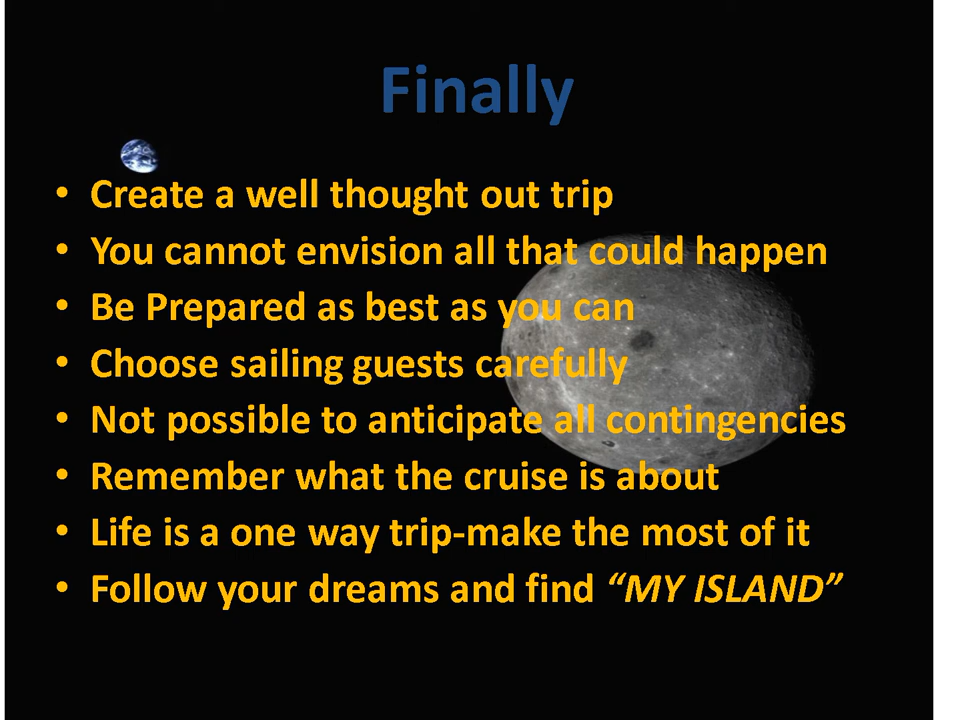 Finally
• Create a well thought out trip
• You cannot envision all that could happen
• Be Prepared as best as you can
• Choose sailing guests carefully
• Not possible to anticipate all contingencies
• Remember what the cruise is about
• Life is a one way trip-make the most of it
• Follow your dreams and find “MY ISLAND”